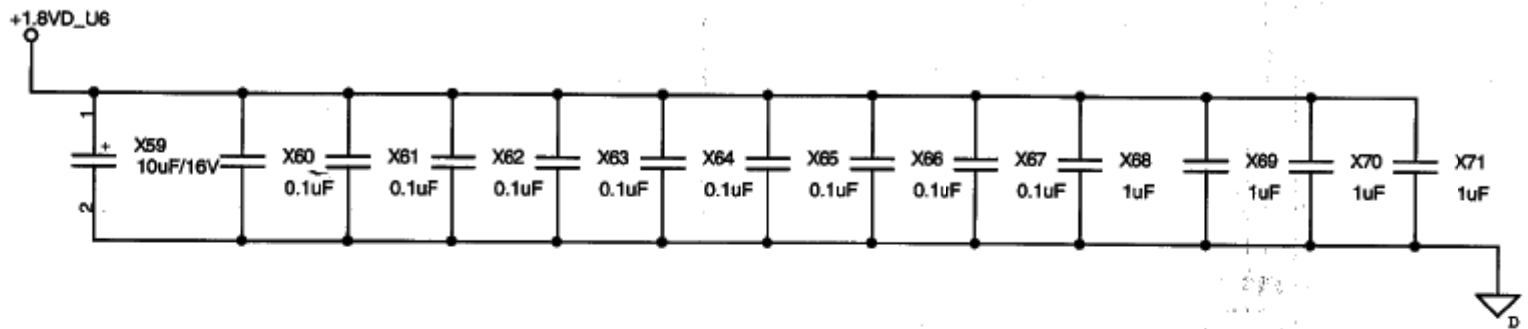 +1.8VD_U6
1
+
X59
10uF/16V
2
X60
0.1uF
X61
0.1uF
X62
0.1uF
X63
0.1uF
X64
0.1uF
X65
0.1uF
X66
0.1uF
X67
0.1uF
X68
1uF
X69
1uF
X70
1uF
X71
1uF
D